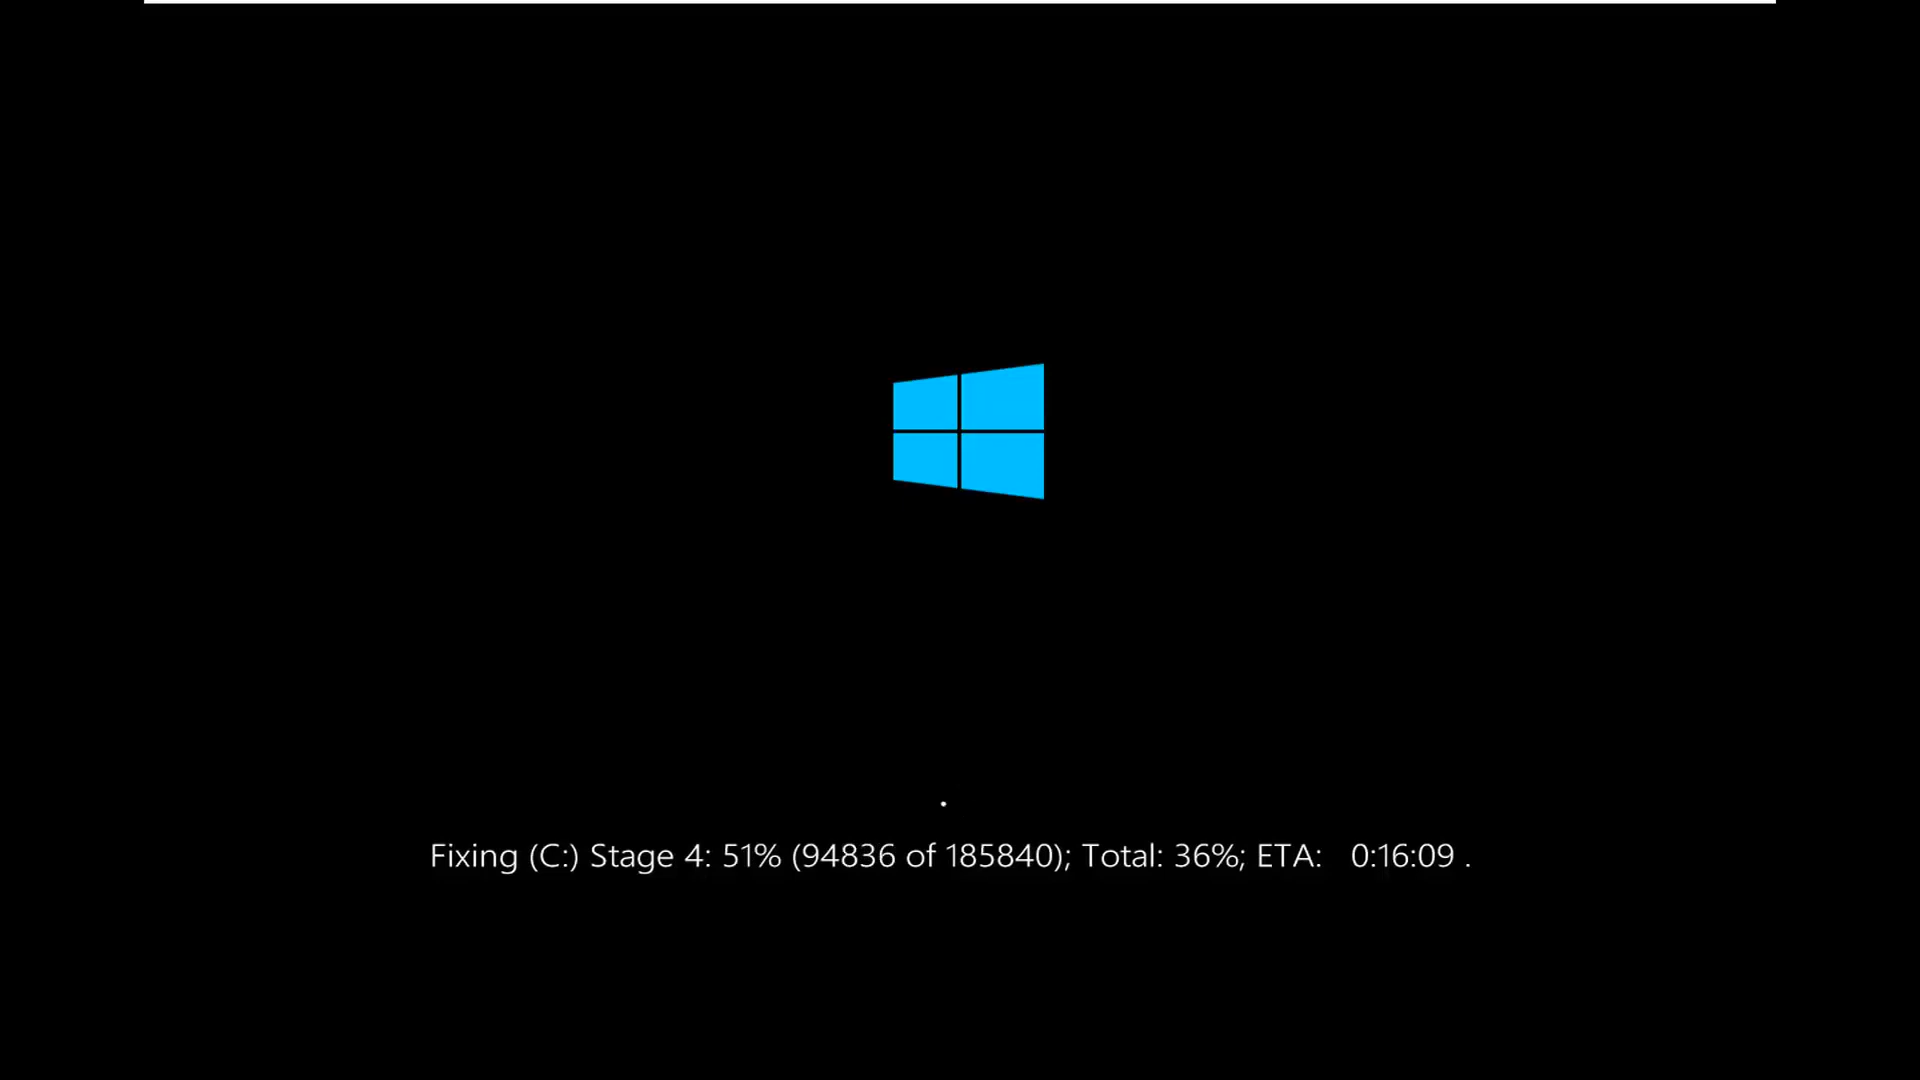 Fixing (C:) Stage 4: 51% (94836 of 185840); Total: 36%; ETA:   0:16:09 .